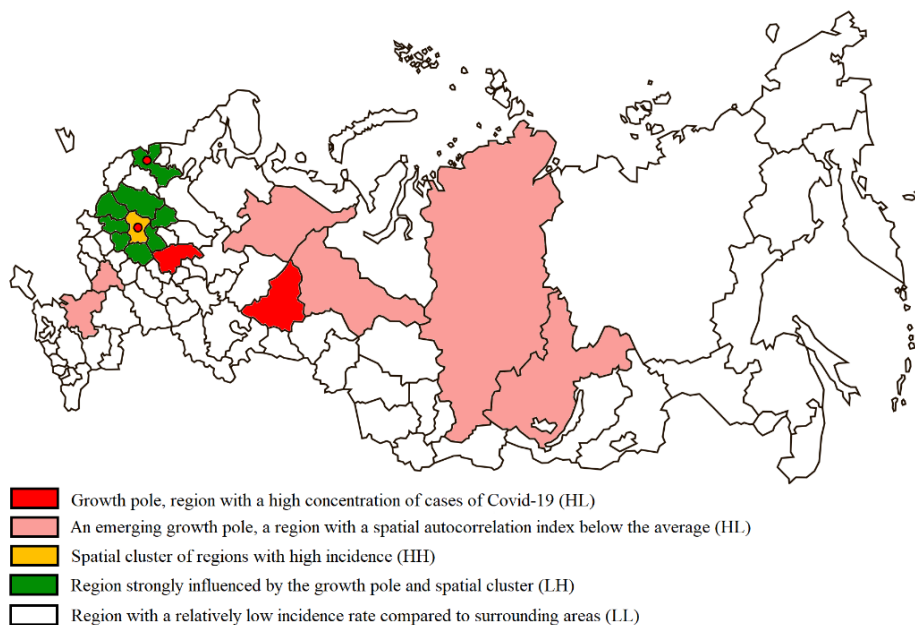 Growth pole, region with a high concentration of cases of Covid-19 (HL)
An emerging growth pole, a region with a spatial autocorrelation index below the average (HL)
Spatial cluster of regions with high incidence (HH)
Region strongly influenced by the growth pole and spatial cluster (LH)
Region with a relatively low incidence rate compared to surrounding areas (LL)